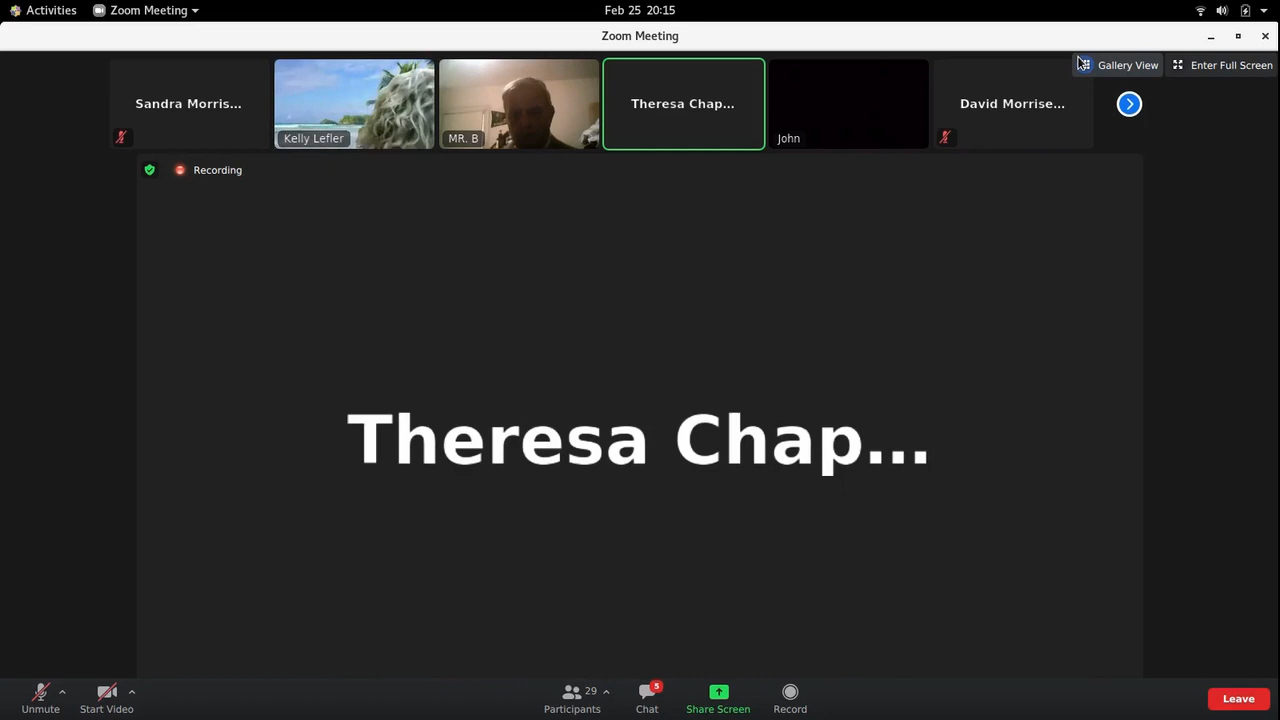 Activities Zoom Meeting Feb 25 20:15
Zoom Meeting
Gallery View Enter Full Screen
Sandra Morris... Theresa Chap... David Morrise...
Kelly Lefler MR. B John
Recording
Theresa Chap...
29 5
Unmute Start Video Participants Chat Share Screen Record Leave